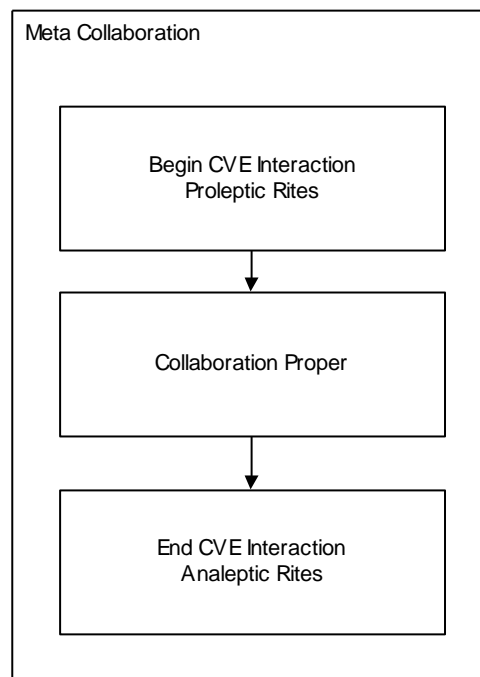 Meta Collaboration
Begin CVE Interaction
Proleptic Rites
Collaboration Proper
End CVE Interaction
Analeptic Rites